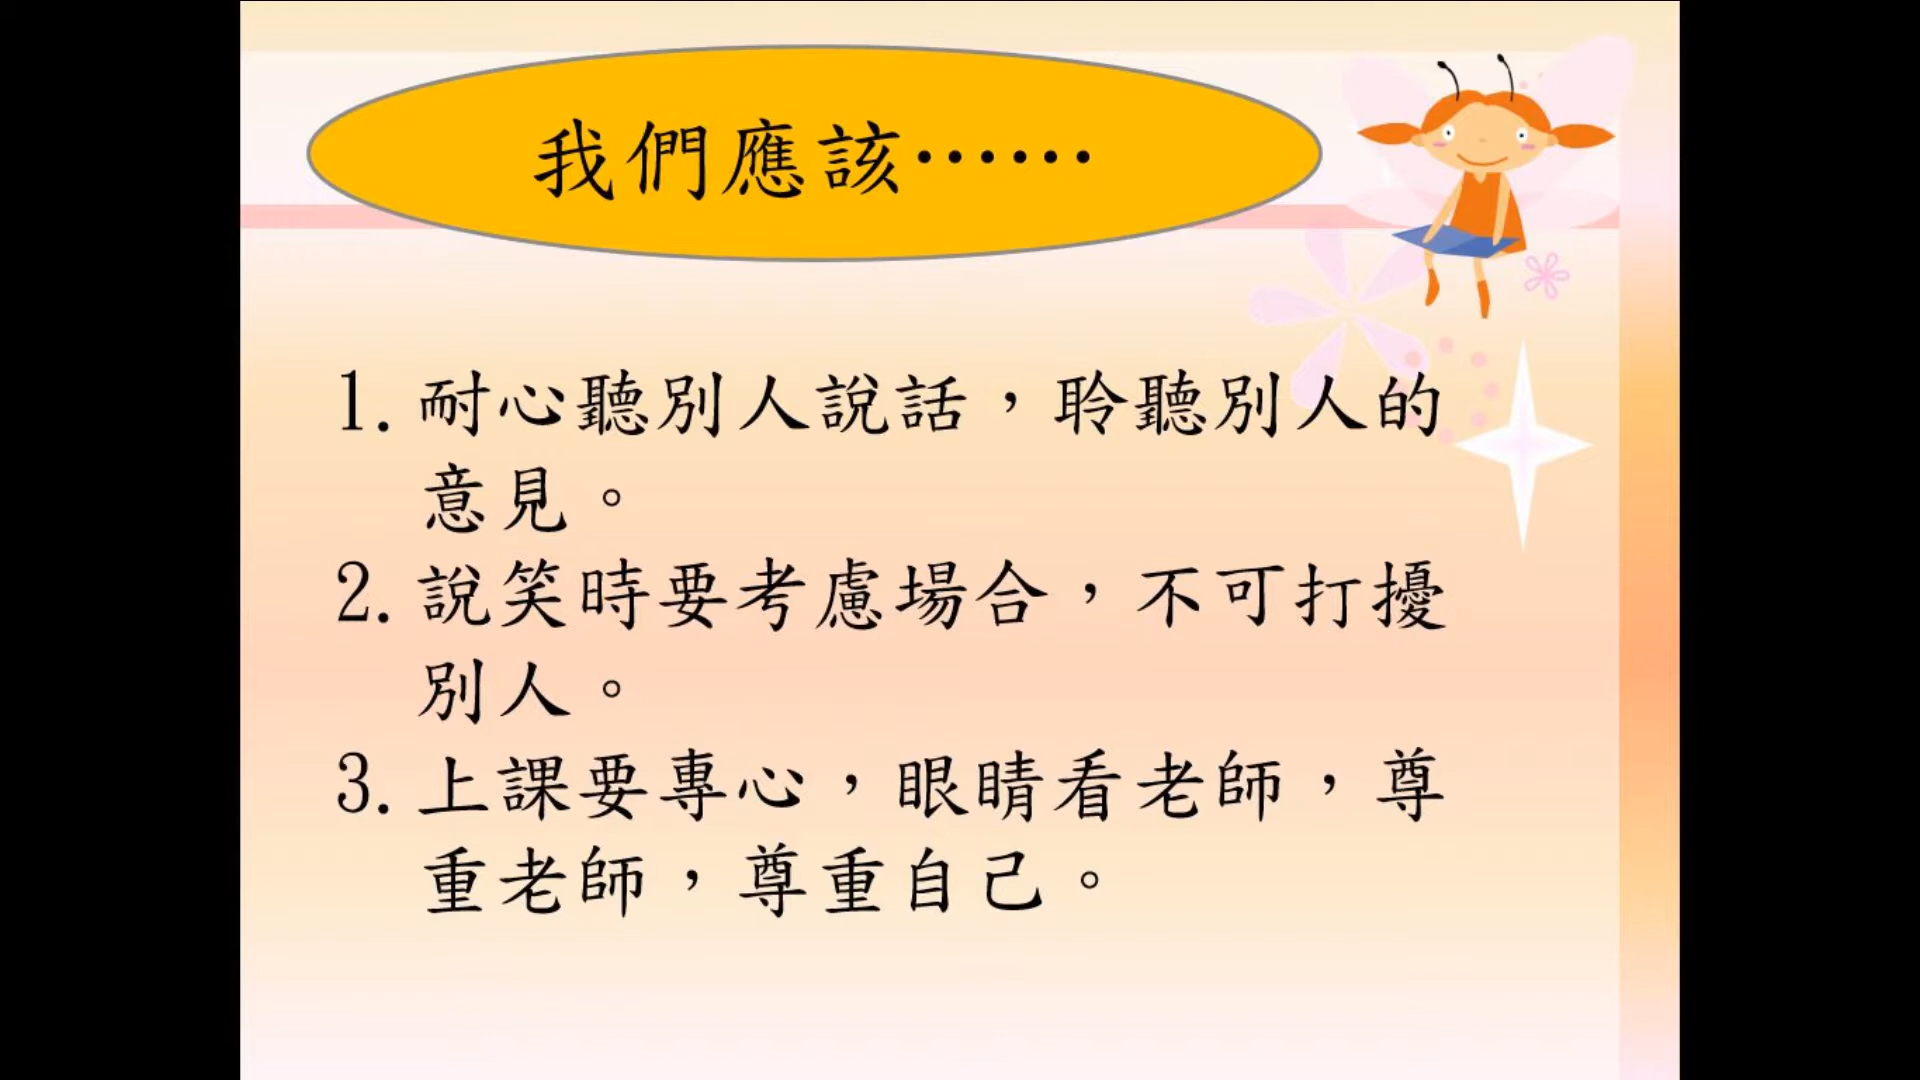 我們應該……
1. 耐心聽別人說話，聆聽別人的
意見。
2. 說笑時要考慮場合，不可打擾
別人。
3. 上課要專心，眼睛看老師，尊
重老師，尊重自己。